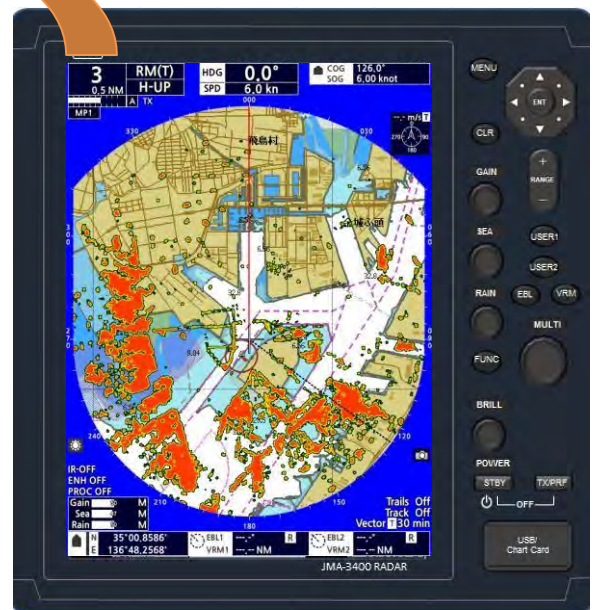 3
0.5 NM
RM(T)
H-UP
HDG 0.0°
SPD 6.0 kn
COG 126.0°
SOG 6.00 knot
A TX
MP1
000
--.- m/s T
330
030
飛島村
金城ふ頭
300
060
270
090
240
120
210
150
180
IR-OFF
ENH OFF
PROC OFF
Gain M
Sea M
Rain M
Trails Off
Track Off
Vector T 30 min
N 35°00.8586'
E 136°48.2568'
EBL1 ---.-° R
VRM1 --.-- NM
EBL2 ---.-° R
VRM2 --.-- NM
JMA-3400 RADAR
MENU
ENT
CLR
GAIN
+
RANGE
−
SEA
USER1
USER2
RAIN
EBL
VRM
MULTI
FUNC
BRILL
POWER
STBY
TX/PRF
OFF
USB/
Chart Card